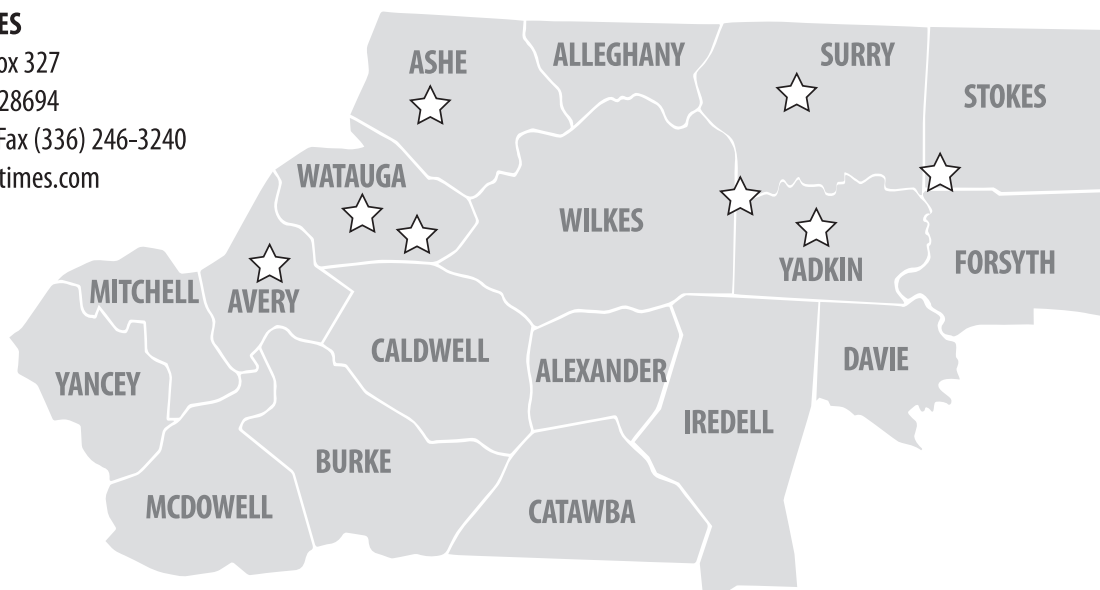 ES
ox 327
28694
Fax (336) 246-3240
times.com
ASHE
ALLEGHANY
SURRY
STOKES
WATAUGA
WILKES
YADKIN
FORSYTH
MITCHELL
AVERY
CALDWELL
ALEXANDER
DAVIE
YANCEY
IREDELL
BURKE
MCDOWELL
CATAWBA